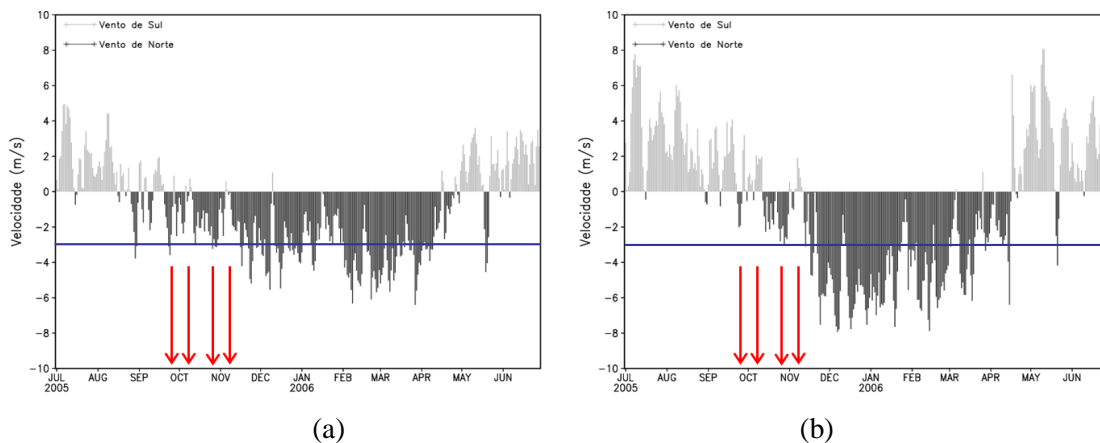 10
8
6
4
2
0
−2
−4
−6
−8
−10
Velocidade (m/s)
Vento de Sul
Vento de Norte
JUL AUG SEP OCT NOV DEC JAN FEB MAR APR MAY JUN
2005 2006
(a)
10
8
6
4
2
0
−2
−4
−6
−8
−10
Velocidade (m/s)
Vento de Sul
Vento de Norte
JUL AUG SEP OCT NOV DEC JAN FEB MAR APR MAY JUN
2005 2006
(b)